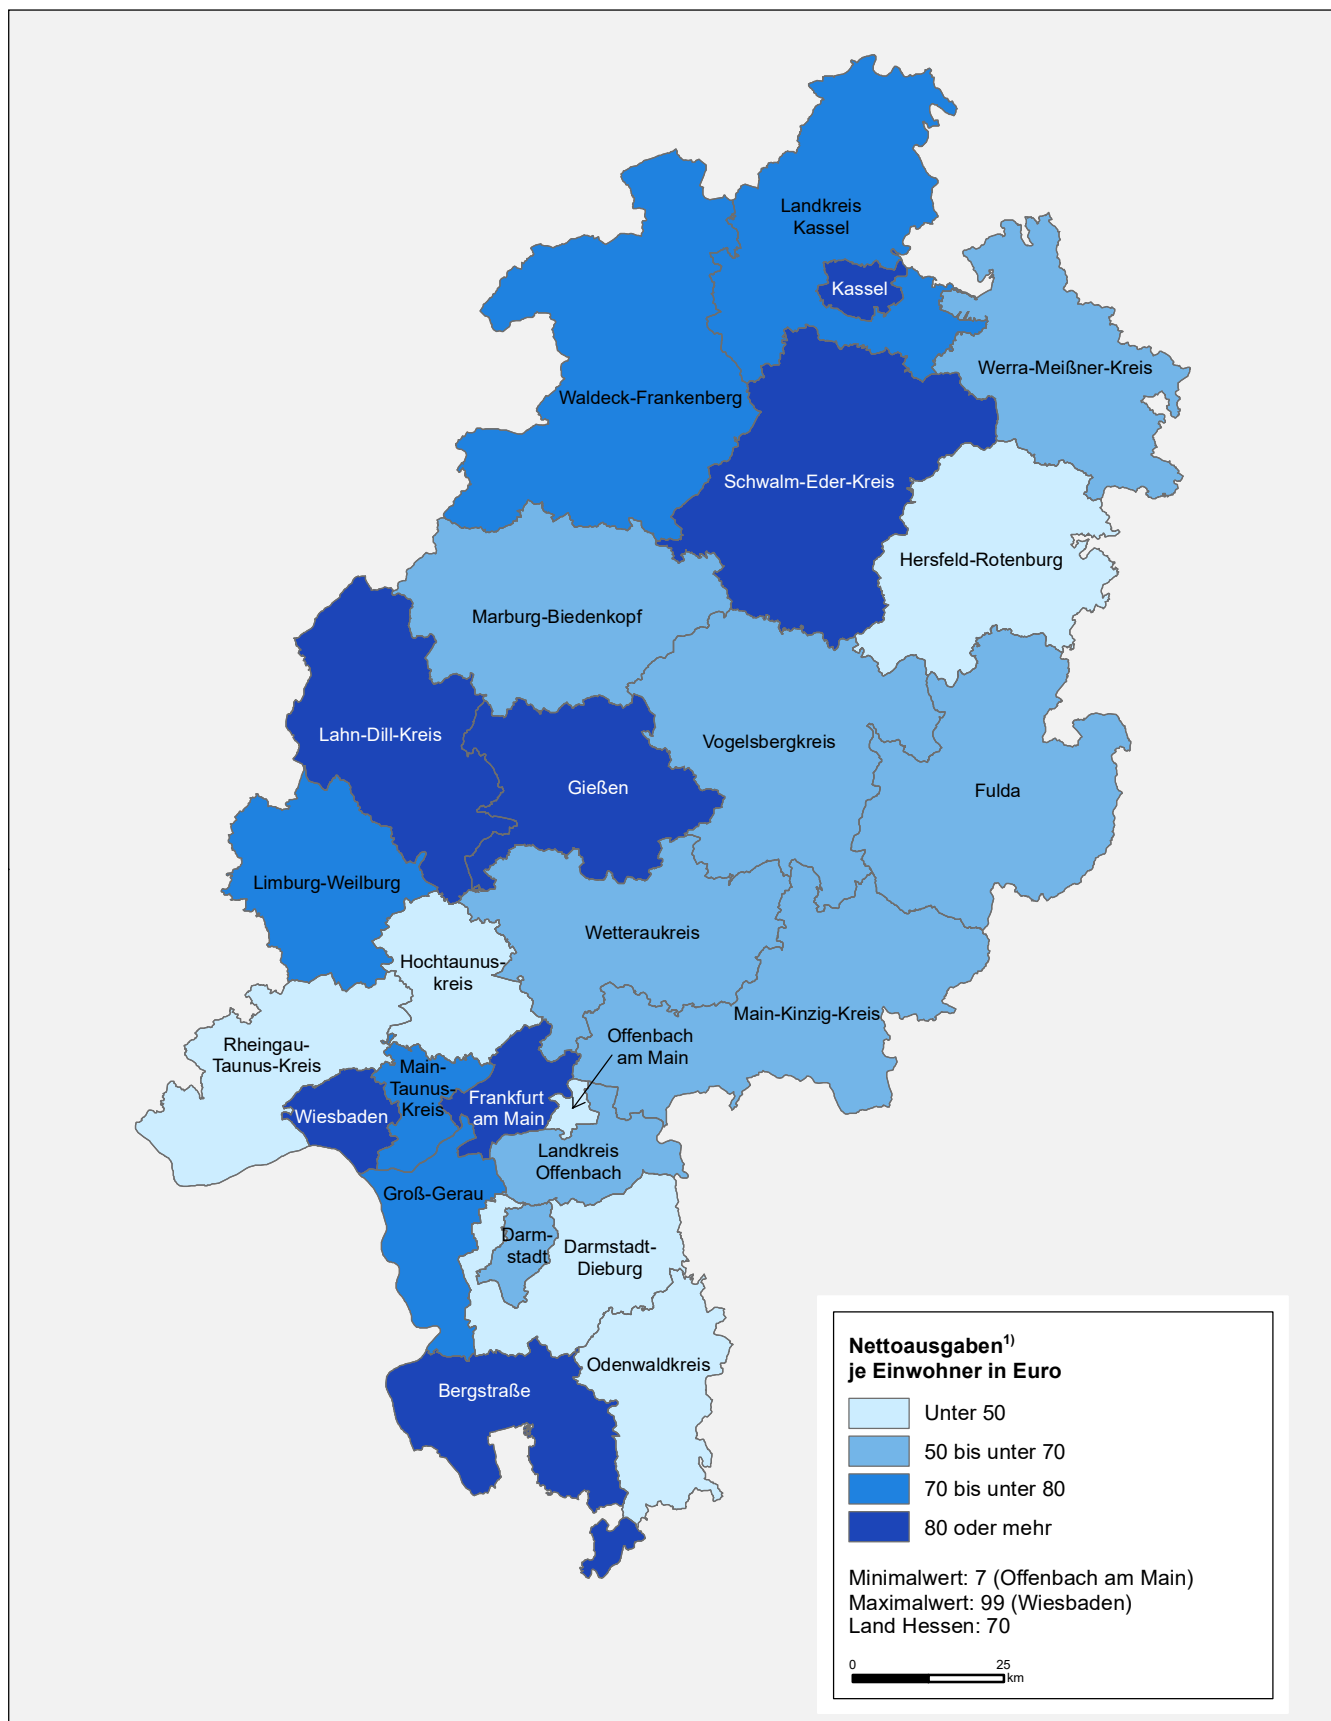 Landkreis
Kassel
Kassel
Werra-Meißner-Kreis
Waldeck-Frankenberg
Schwalm-Eder-Kreis
Hersfeld-Rotenburg
Marburg-Biedenkopf
Lahn-Dill-Kreis
Vogelsbergkreis
Gießen
Fulda
Limburg-Weilburg
Wetteraukreis
Hochtaunus-
kreis
Main-Kinzig-Kreis
Offenbach
am Main
Rheingau-
Taunus-Kreis
Main-
Taunus-
Kreis
Frankfurt
am Main
Wiesbaden
Landkreis
Offenbach
Groß-Gerau
Darm-
stadt
Darmstadt-
Dieburg
Odenwaldkreis
Bergstraße
Nettoausgaben1)
je Einwohner in Euro
Unter 50
50 bis unter 70
70 bis unter 80
80 oder mehr
Minimalwert: 7 (Offenbach am Main)
Maximalwert: 99 (Wiesbaden)
Land Hessen: 70
0 25
km